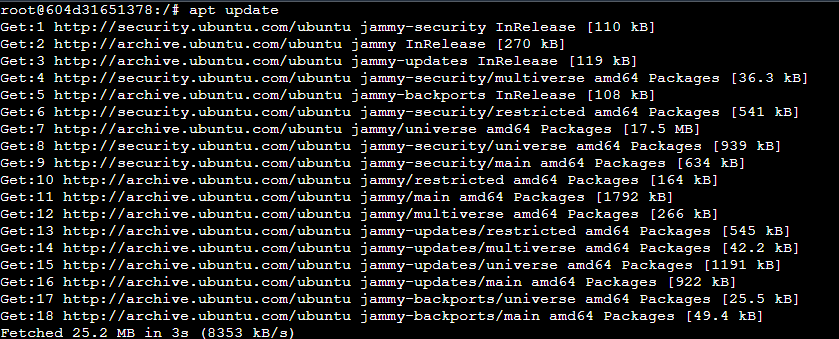 root@604d31651378:/# apt update
Get:1 http://security.ubuntu.com/ubuntu jammy-security InRelease [110 kB]
Get:2 http://archive.ubuntu.com/ubuntu jammy InRelease [270 kB]
Get:3 http://archive.ubuntu.com/ubuntu jammy-updates InRelease [119 kB]
Get:4 http://security.ubuntu.com/ubuntu jammy-security/multiverse amd64 Packages [36.3 kB]
Get:5 http://archive.ubuntu.com/ubuntu jammy-backports InRelease [108 kB]
Get:6 http://security.ubuntu.com/ubuntu jammy-security/restricted amd64 Packages [541 kB]
Get:7 http://archive.ubuntu.com/ubuntu jammy/universe amd64 Packages [17.5 MB]
Get:8 http://security.ubuntu.com/ubuntu jammy-security/universe amd64 Packages [939 kB]
Get:9 http://security.ubuntu.com/ubuntu jammy-security/main amd64 Packages [634 kB]
Get:10 http://archive.ubuntu.com/ubuntu jammy/restricted amd64 Packages [164 kB]
Get:11 http://archive.ubuntu.com/ubuntu jammy/main amd64 Packages [1792 kB]
Get:12 http://archive.ubuntu.com/ubuntu jammy/multiverse amd64 Packages [266 kB]
Get:13 http://archive.ubuntu.com/ubuntu jammy-updates/restricted amd64 Packages [545 kB]
Get:14 http://archive.ubuntu.com/ubuntu jammy-updates/multiverse amd64 Packages [42.2 kB]
Get:15 http://archive.ubuntu.com/ubuntu jammy-updates/universe amd64 Packages [1191 kB]
Get:16 http://archive.ubuntu.com/ubuntu jammy-updates/main amd64 Packages [922 kB]
Get:17 http://archive.ubuntu.com/ubuntu jammy-backports/universe amd64 Packages [25.5 kB]
Get:18 http://archive.ubuntu.com/ubuntu jammy-backports/main amd64 Packages [49.4 kB]
Fetched 25.2 MB in 3s (8353 kB/s)